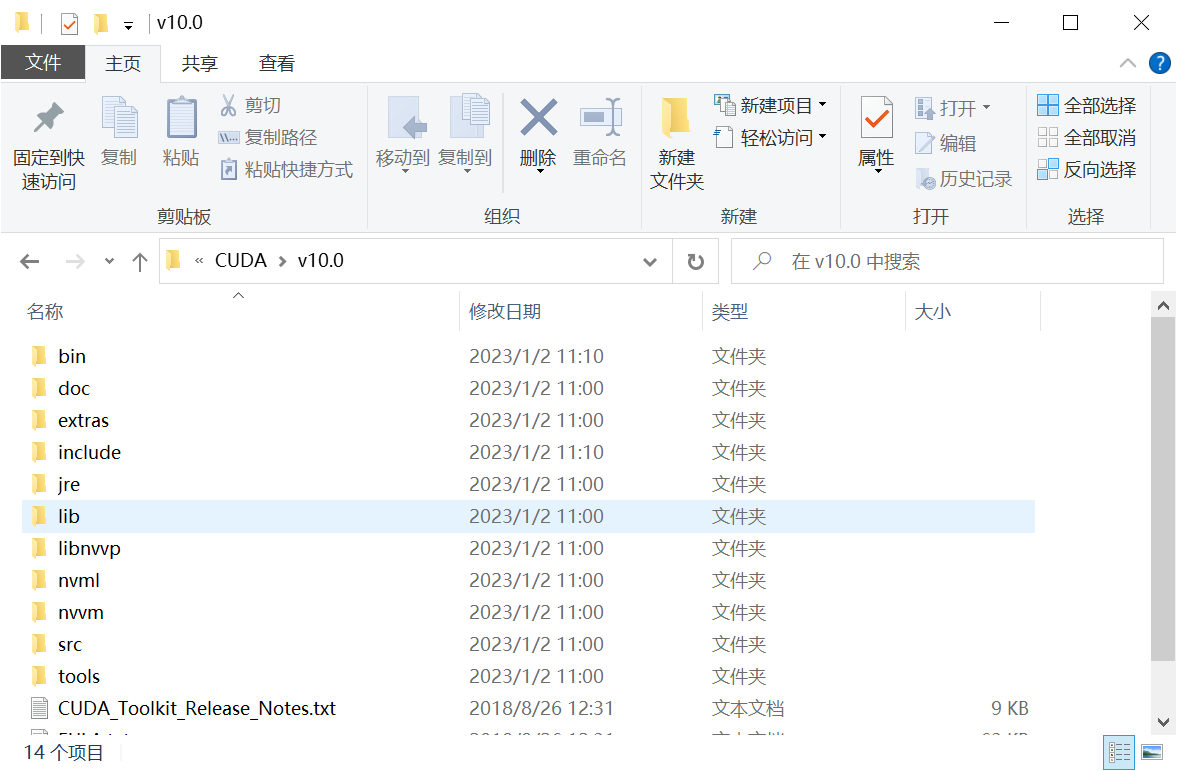 v10.0
文件 主页 共享 查看
固定到快速访问 复制 粘贴 剪切 复制路径 粘贴快捷方式
移动到 复制到 删除 重命名
新建文件夹 新建项目 轻松访问
属性 打开 编辑 历史记录
全部选择 全部取消 反向选择
剪贴板 组织 新建 打开 选择
« CUDA › v10.0 在 v10.0 中搜索
名称 修改日期 类型 大小
bin 2023/1/2 11:10 文件夹
doc 2023/1/2 11:00 文件夹
extras 2023/1/2 11:00 文件夹
include 2023/1/2 11:10 文件夹
jre 2023/1/2 11:00 文件夹
lib 2023/1/2 11:00 文件夹
libnvvp 2023/1/2 11:00 文件夹
nvml 2023/1/2 11:00 文件夹
nvvm 2023/1/2 11:00 文件夹
src 2023/1/2 11:00 文件夹
tools 2023/1/2 11:00 文件夹
CUDA_Toolkit_Release_Notes.txt 2018/8/26 12:31 文本文档 9 KB
14 个项目